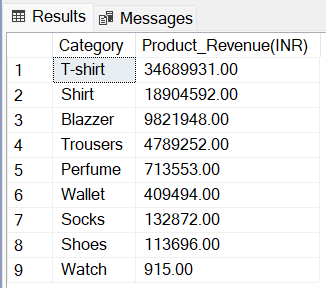 Results Messages
Category Product_Revenue(INR)
1 T-shirt 34689931.00
2 Shirt 18904592.00
3 Blazzer 9821948.00
4 Trousers 4789252.00
5 Perfume 713553.00
6 Wallet 409494.00
7 Socks 132872.00
8 Shoes 113696.00
9 Watch 915.00